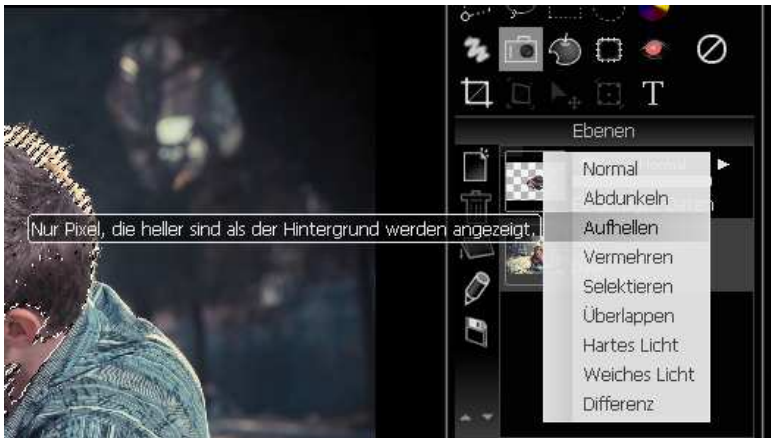 T
Ebenen
Normal
Abdunkeln
Nur Pixel, die heller sind als der Hintergrund werden angezeigt.
Aufhellen
Vermehren
Selektieren
Überlappen
Hartes Licht
Weiches Licht
Differenz